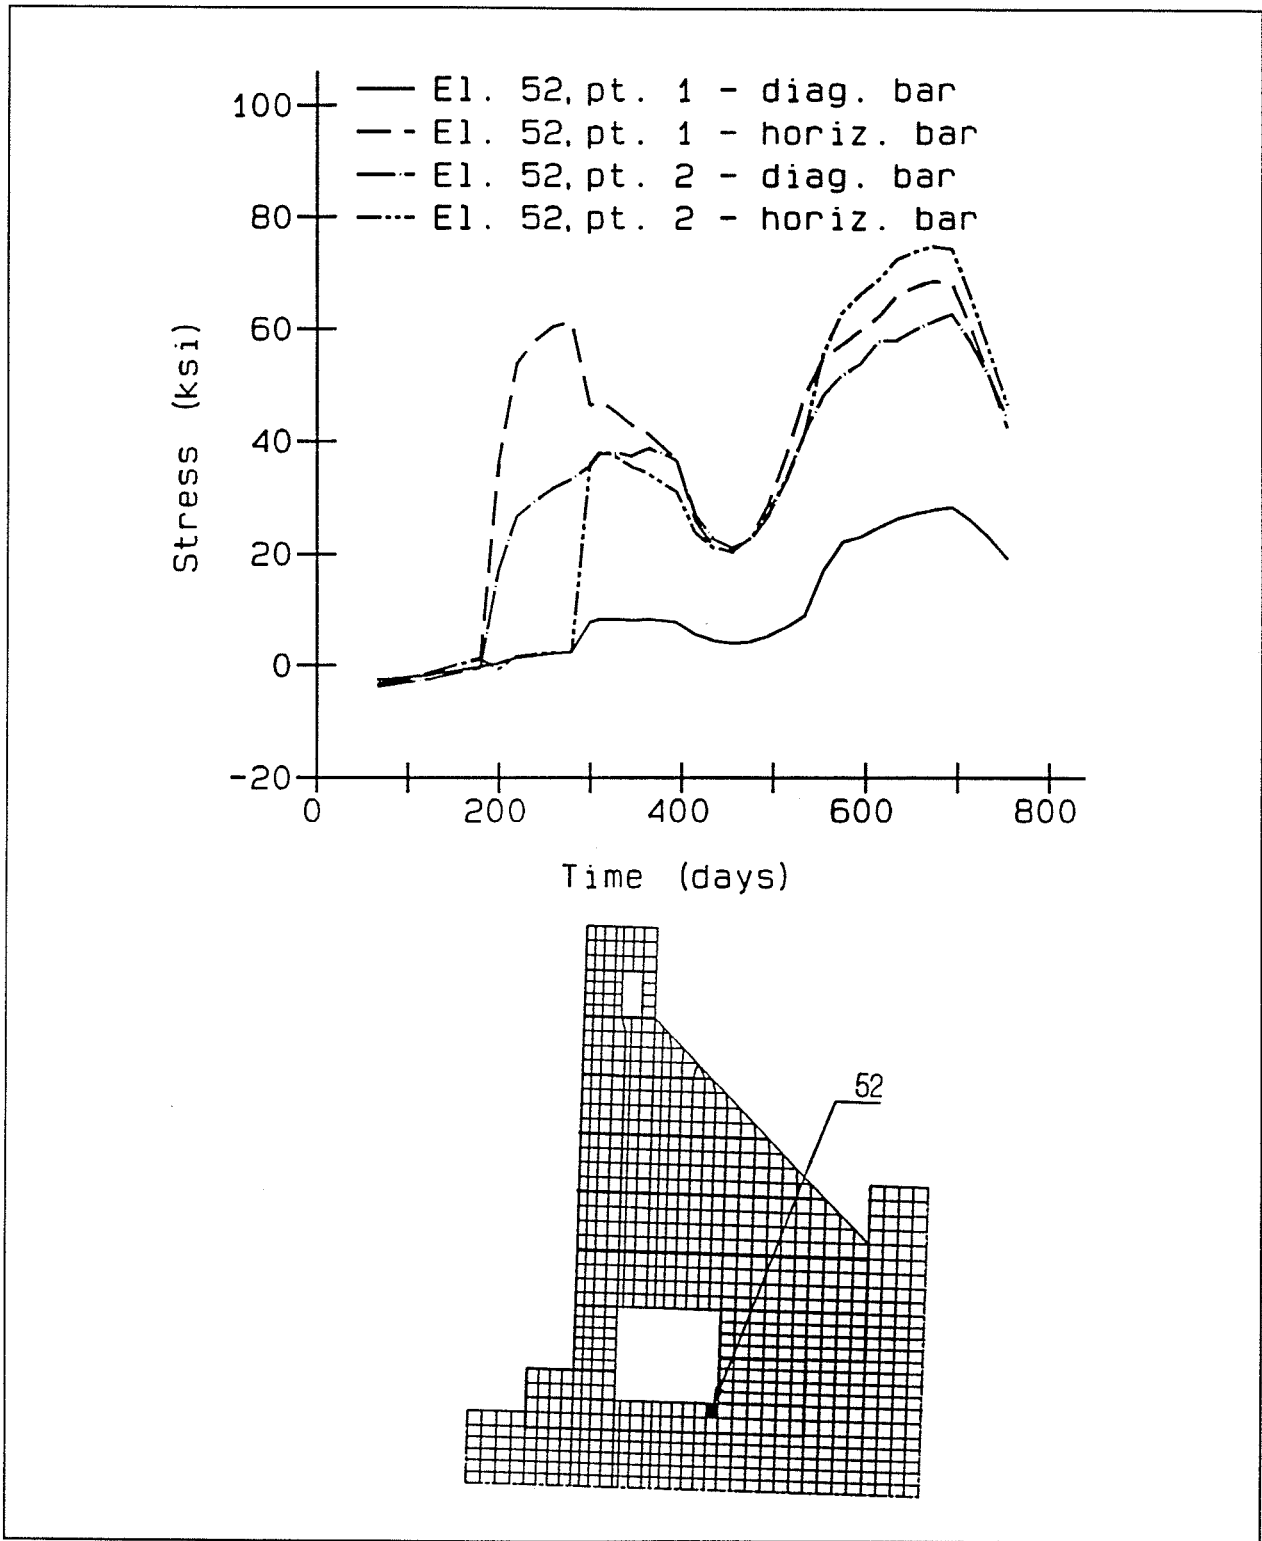 El. 52, pt. 1 - diag. bar
El. 52, pt. 1 - horiz. bar
El. 52, pt. 2 - diag. bar
El. 52, pt. 2 - horiz. bar
100
80
60
40
20
0
-20
Stress (ksi)
0 200 400 600 800
Time (days)
52